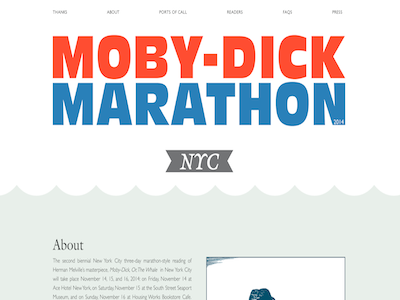 THANKS ABOUT PORTS OF CALL READERS FAQS PRESS
MOBY-DICK
MARATHON
2014
NYC
About
The second biennial New York City three-day marathon-style reading of
Herman Melville's masterpiece, Moby-Dick, Or, The Whale in New York City
will take place November 14, 15, and 16, 2014 on Friday, November 14 at
Ace Hotel New York, on Saturday, November 15 at the South Street Seaport
Museum, and on Sunday, November 16 at Housing Works Bookstore Cafe.